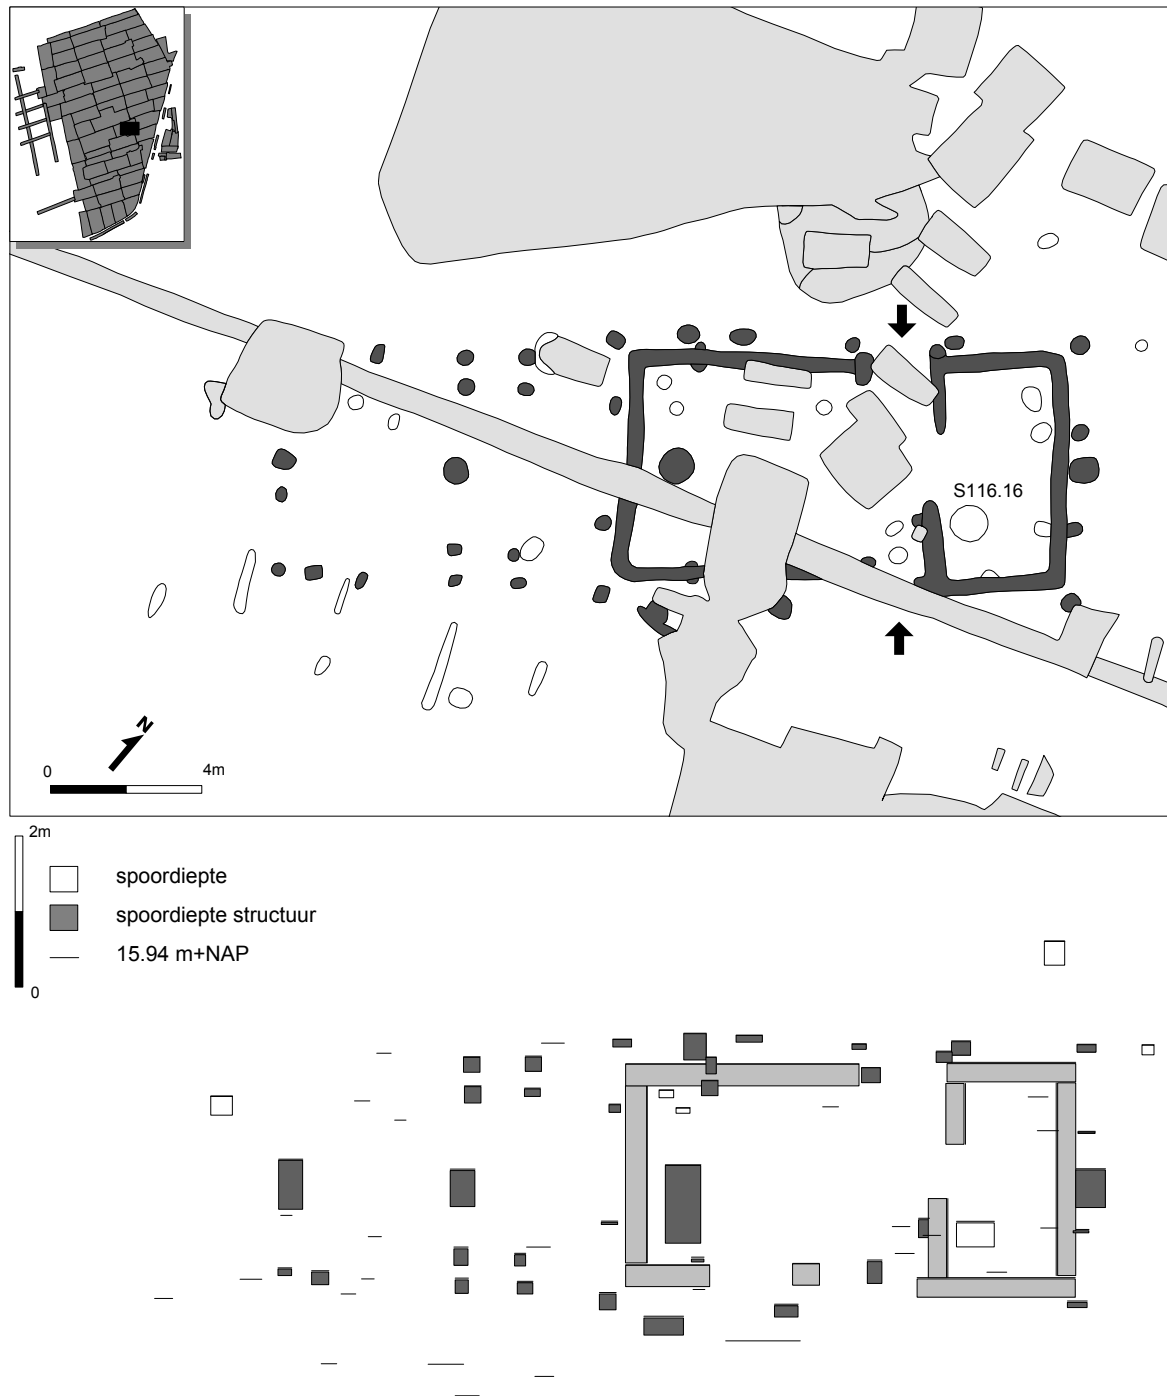 S116.16
N
0 4m
2m
spoordiepte
spoordiepte structuur
15.94 m+NAP
0